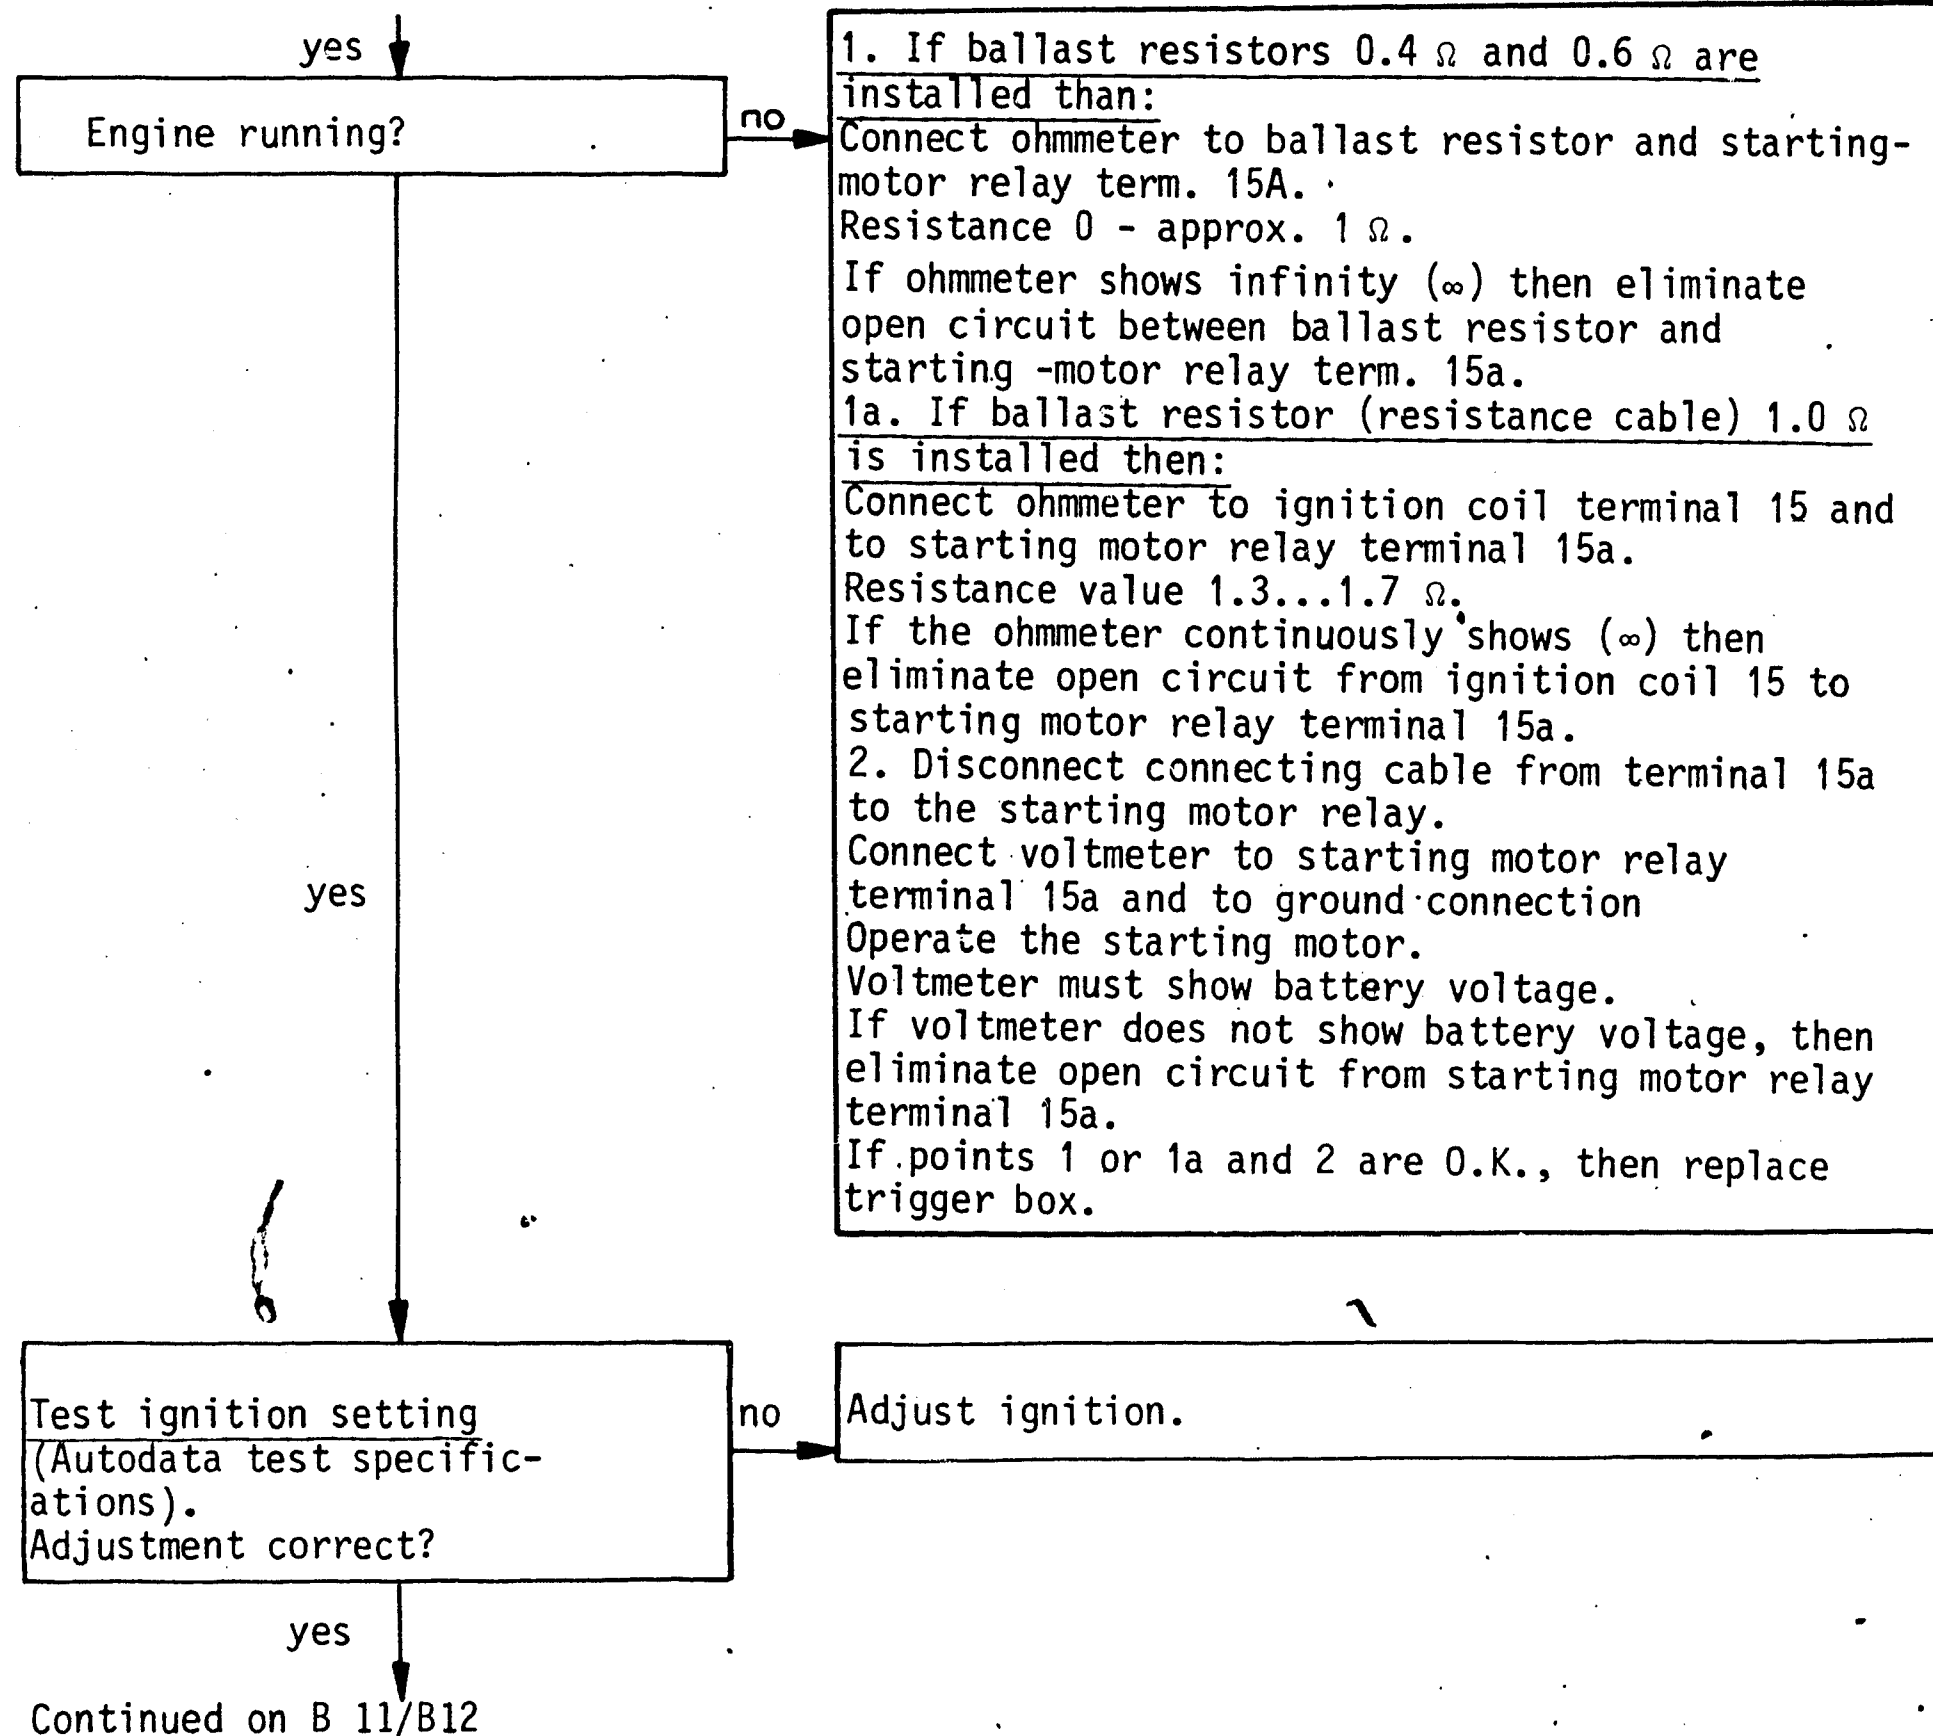 yes
Engine running?
no
1. If ballast resistors 0.4 Ω and 0.6 Ω are
installed than:
Connect ohmmeter to ballast resistor and starting-
motor relay term. 15A.
Resistance 0 - approx. 1 Ω.
If ohmmeter shows infinity (∞) then eliminate
open circuit between ballast resistor and
starting -motor relay term. 15a.
1a. If ballast resistor (resistance cable) 1.0 Ω
is installed then:
Connect ohmmeter to ignition coil terminal 15 and
to starting motor relay terminal 15a.
Resistance value 1.3...1.7 Ω.
If the ohmmeter continuously shows (∞) then
eliminate open circuit from ignition coil 15 to
starting motor relay terminal 15a.
2. Disconnect connecting cable from terminal 15a
to the starting motor relay.
Connect voltmeter to starting motor relay
terminal 15a and to ground connection
Operate the starting motor.
Voltmeter must show battery voltage.
If voltmeter does not show battery voltage, then
eliminate open circuit from starting motor relay
terminal 15a.
If points 1 or 1a and 2 are O.K., then replace
trigger box.
yes
Test ignition setting
(Autodata test specific-
ations).
Adjustment correct?
no
Adjust ignition.
yes
Continued on B 11/B12